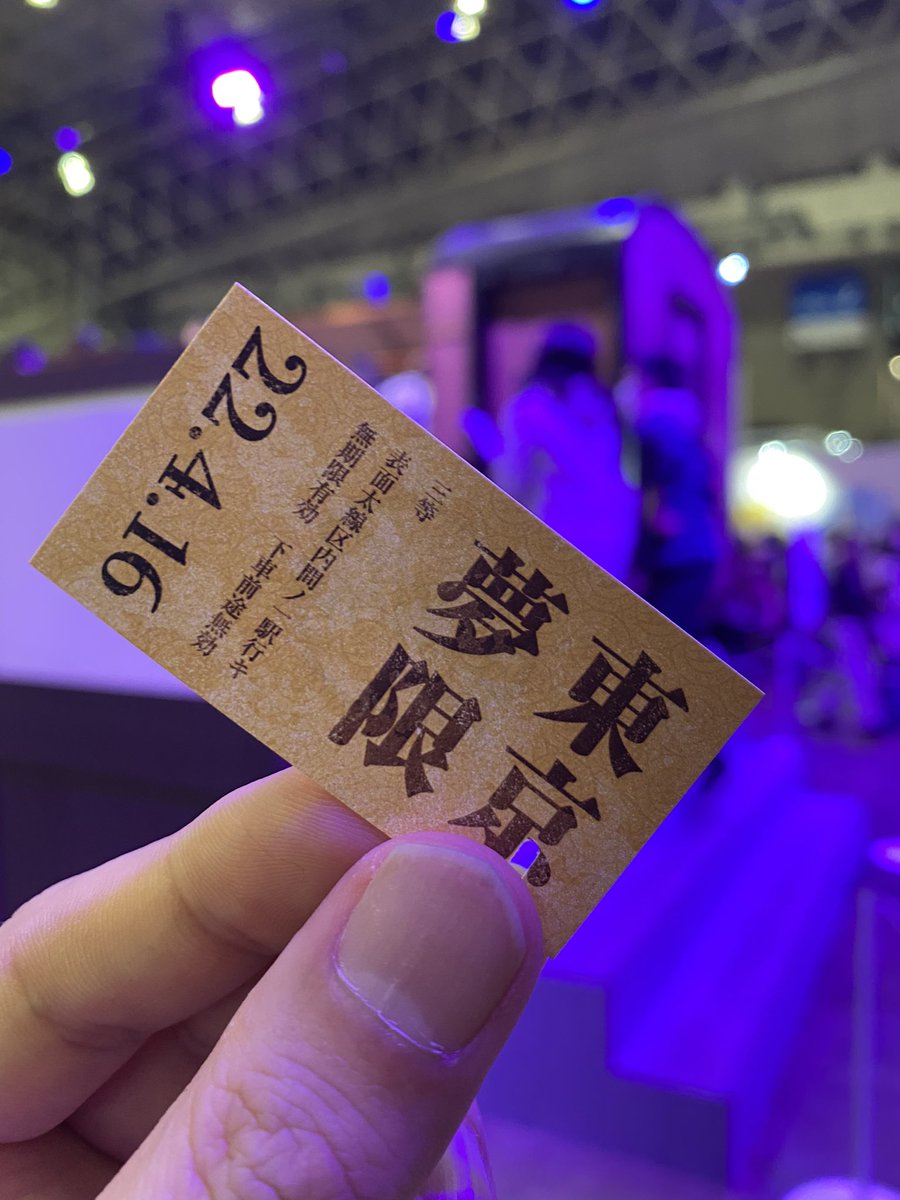 東京
夢限
三等
表面太線区内間ノ一駅行キ
無期限有効 下車前途無効
22.4.16